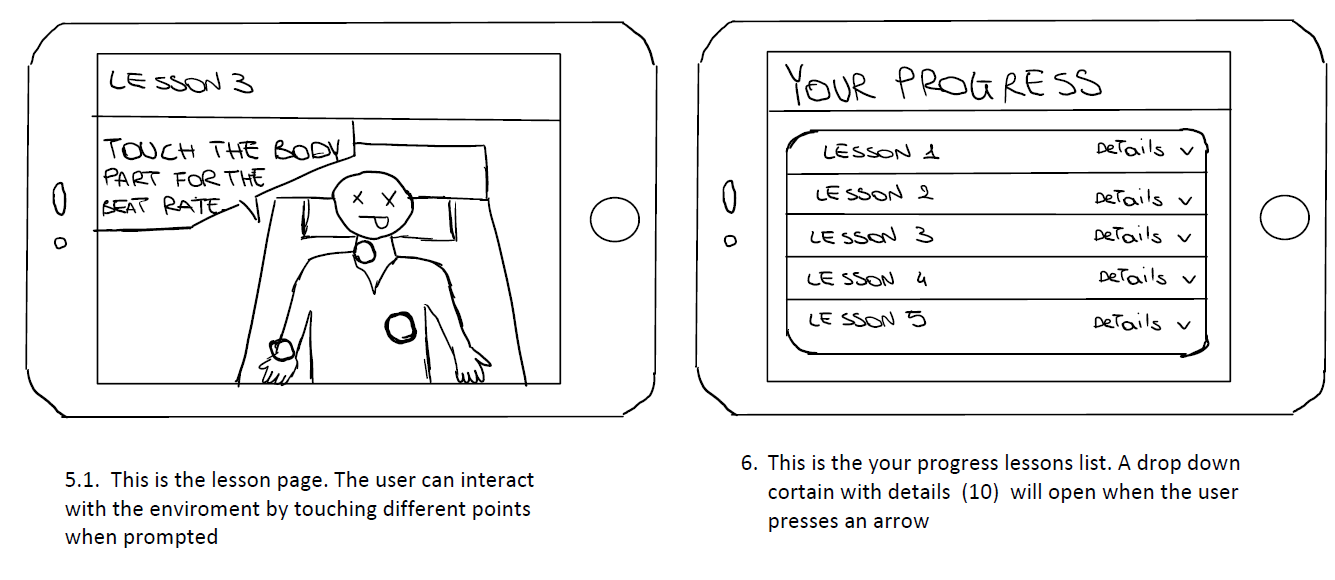 LESSON 3
TOUCH THE BODY
PART FOR THE
BEAT RATE
5.1. This is the lesson page. The user can interact
with the enviroment by touching different points
when prompted
YOUR PROGRESS
LESSON 1 DeTails
LESSON 2 DeTails
LESSON 3 DeTails
LESSON 4 DeTails
LESSON 5 DeTails
6. This is the your progress lessons list. A drop down
cortain with details (10) will open when the user
presses an arrow